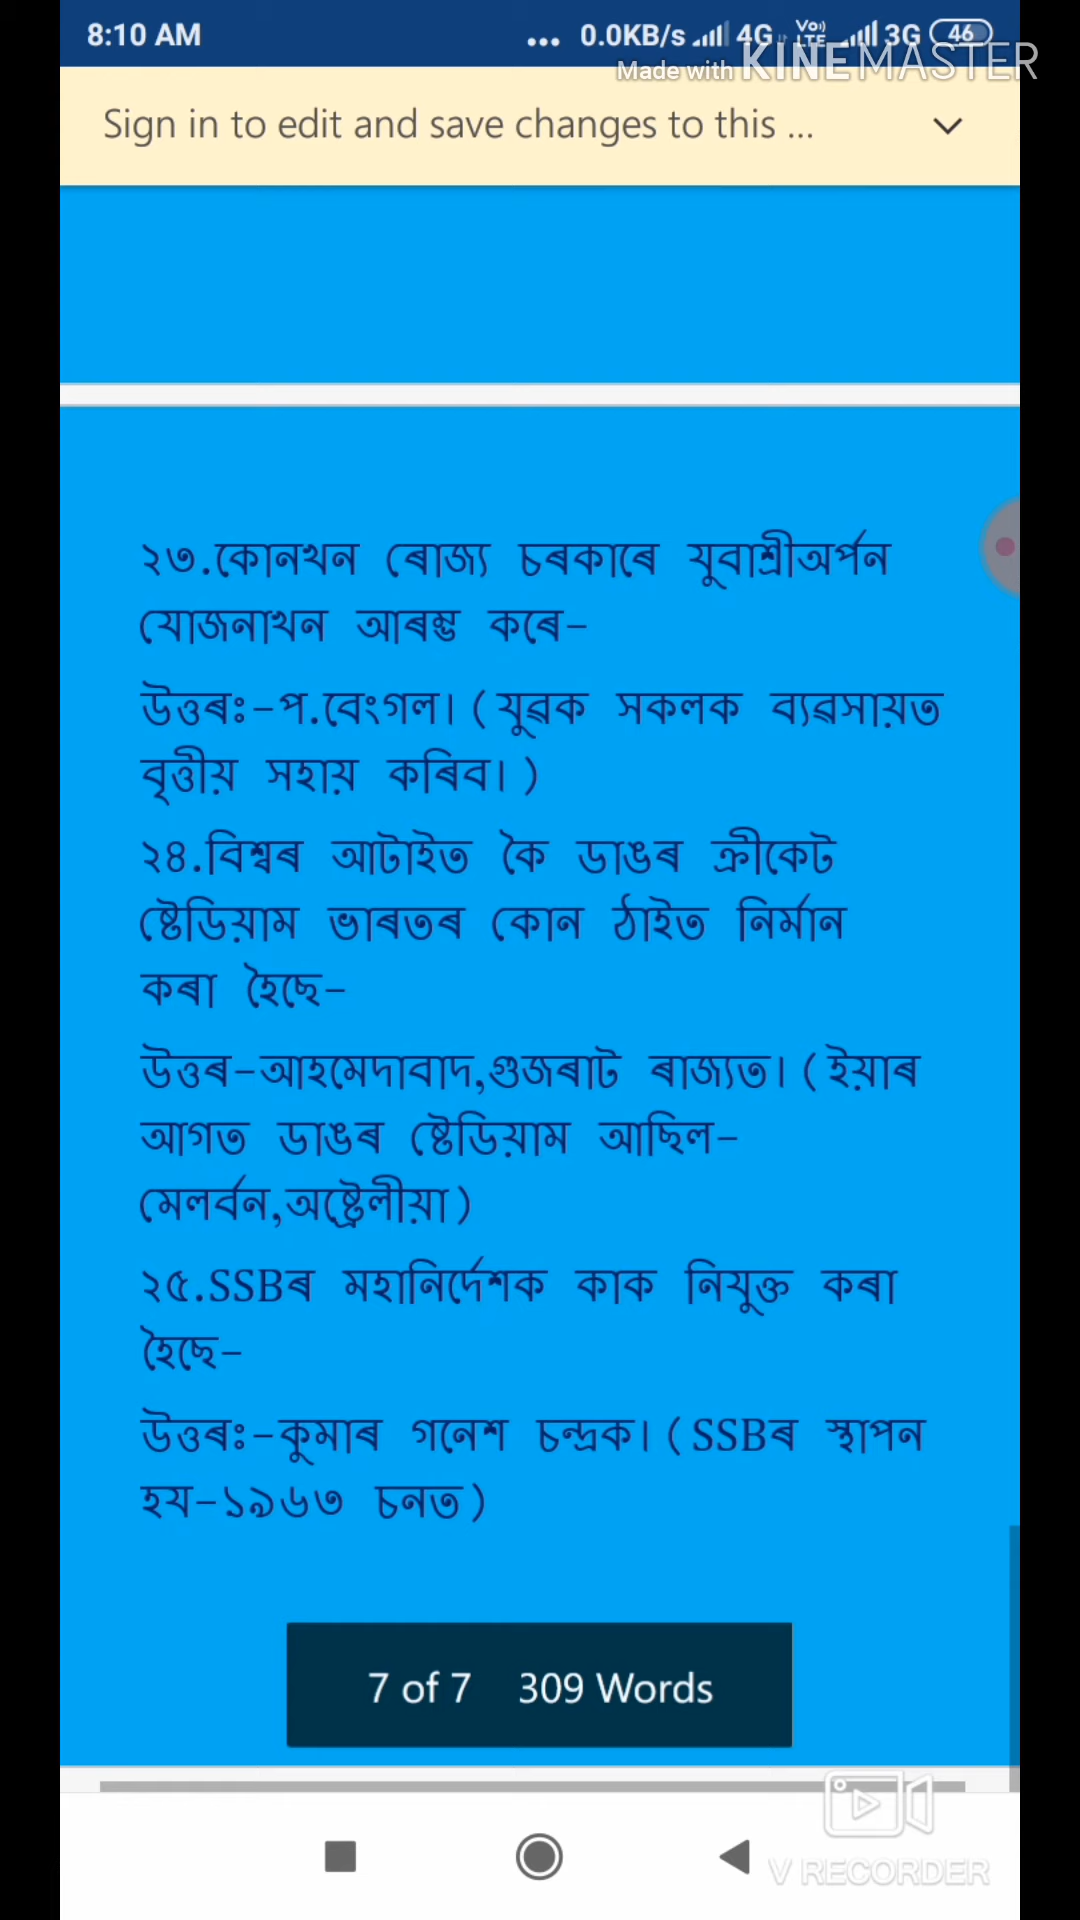 8:10 AM ... 0.0KB/s 4G Vo) LTE 3G 46
Made with KINEMASTER
Sign in to edit and save changes to this ...
২৩.কোনখন ৰোজ্য চৰকাৰে যুবাশ্ৰীঅৰ্পন
যোজনাখন আৰম্ভ কৰে-
উত্তৰঃ-প.বেংগল। (যুৱক সকলক ব্যৱসায়ত
বৃত্তীয় সহায় কৰিব। )
২৪.বিশ্বৰ আটাইত কৈ ডাঙৰ ক্ৰীকেট
ষ্টেডিয়াম ভাৰতৰ কোন ঠাইত নিৰ্মান
কৰা হৈছে-
উত্তৰ-আহমেদাবাদ,গুজৰাট ৰাজ্যত। (ইয়াৰ
আগত ডাঙৰ ষ্টেডিয়াম আছিল-
মেলৰ্বন,অষ্ট্ৰেলীয়া)
২৫.SSBৰ মহানিৰ্দেশক কাক নিযুক্ত কৰা
হৈছে-
উত্তৰঃ-কুমাৰ গনেশ চন্দ্ৰক। (SSBৰ স্থাপন
হয-১৯৬৩ চনত)
7 of 7 309 Words
V RECORDER